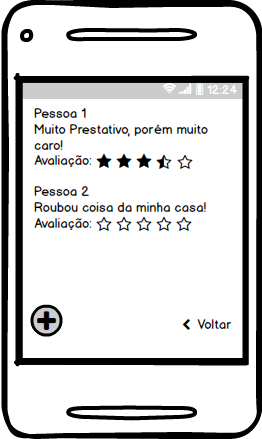 12:24
Pessoa 1
Muito Prestativo, porém muito
caro!
Avaliação:
Pessoa 2
Roubou coisa da minha casa!
Avaliação:
Voltar